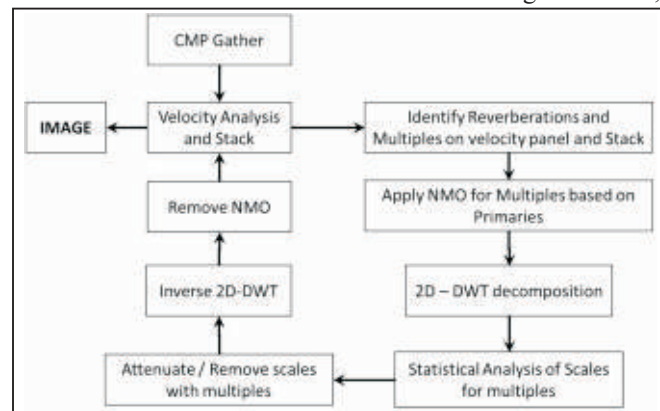 CMP Gather
IMAGE
Velocity Analysis
and Stack
Identify Reverberations and
Multiples on velocity panel and Stack
Apply NMO for Multiples based on
Primaries
2D – DWT decomposition
Statistical Analysis of Scales
for multiples
Attenuate / Remove scales
with multiples
Inverse 2D-DWT
Remove NMO